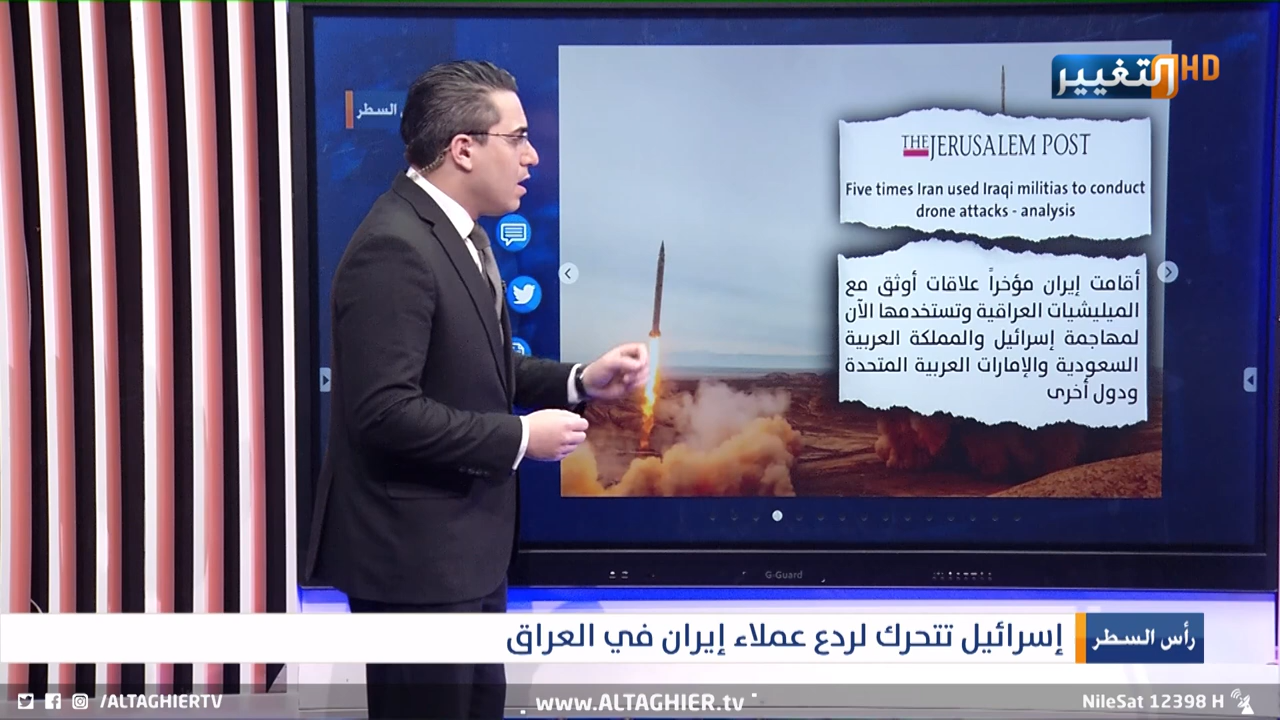 التغيير HD
السطر
THE JERUSALEM POST
Five times Iran used Iraqi militias to conduct
drone attacks - analysis
أقامت إيران مؤخراً علاقات أوثق مع
الميليشيات العراقية وتستخدمها الآن
لمهاجمة إسرائيل والمملكة العربية
السعودية والإمارات العربية المتحدة
ودول أخرى
G-Guard
رأس السطر
إسرائيل تتحرك لردع عملاء إيران في العراق
/ALTAGHIERTV
www.ALTAGHIER.tv
NileSat 12398 H